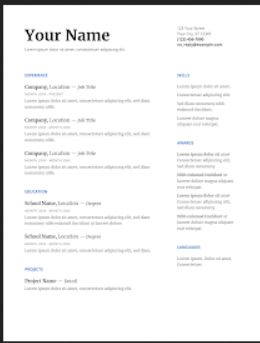 Your Name
Lorem ipsum dolor sit amet, consectetuer adipiscing elit
123 Your Street
Your City, ST 12345
(123) 456-7890
no_reply@example.com
EXPERIENCE
Company, Location — Job Title
MONTH 20XX - PRESENT
Lorem ipsum dolor sit amet, consectetuer adipiscing elit, sed diam
nonummy nibh.
Company, Location — Job Title
MONTH 20XX - MONTH 20XX
Lorem ipsum dolor sit amet, consectetuer adipiscing elit, sed diam
nonummy nibh.
Company, Location — Job Title
MONTH 20XX - MONTH 20XX
Lorem ipsum dolor sit amet, consectetuer adipiscing elit, sed diam
nonummy nibh.
EDUCATION
School Name, Location — Degree
MONTH 20XX - MONTH 20XX
Lorem ipsum dolor sit amet, consectetuer adipiscing elit, sed diam
nonummy nibh euismod tincidunt ut laoreet dolore.
School Name, Location — Degree
MONTH 20XX - MONTH 20XX
Lorem ipsum dolor sit amet, consectetuer adipiscing elit, sed diam
PROJECTS
Project Name — Detail
Lorem ipsum dolor sit amet, consectetuer adipiscing elit.
SKILLS
Lorem ipsum dolor sit amet.
Consectetuer adipiscing elit.
Sed diam nonummy nibh
Laoreet dolore magna aliquam
erat volutpat.
AWARDS
Lorem ipsum dolor sit amet
Consectetuer adipiscing elit,
Sed diam nonummy
Nibh euismod tincidunt ut
laoreet dolore magna aliquam
erat volutpat.
Lorem ipsum dolor sit amet
Consectetuer adipiscing elit,
Sed diam nonummy
Nibh euismod tincidunt ut
laoreet dolore magna aliquam
erat volutpat.
LANGUAGES
Lorem ipsum dolor sit amet,
Consectetuer